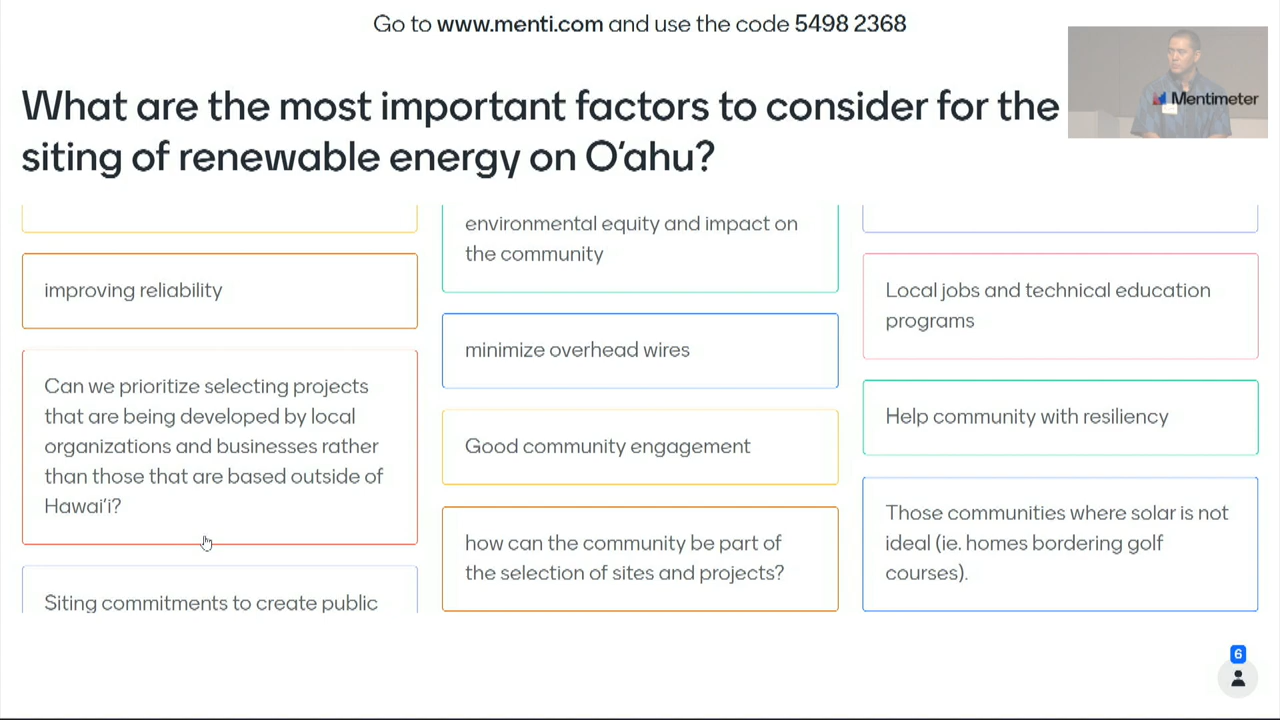 Go to www.menti.com and use the code 5498 2368
Mentimeter
What are the most important factors to consider for the
siting of renewable energy on Oʻahu?
improving reliability
Can we prioritize selecting projects
that are being developed by local
organizations and businesses rather
than those that are based outside of
Hawai'i?
Siting commitments to create public
environmental equity and impact on
the community
minimize overhead wires
Good community engagement
how can the community be part of
the selection of sites and projects?
Local jobs and technical education
programs
Help community with resiliency
Those communities where solar is not
ideal (ie. homes bordering golf
courses).
6